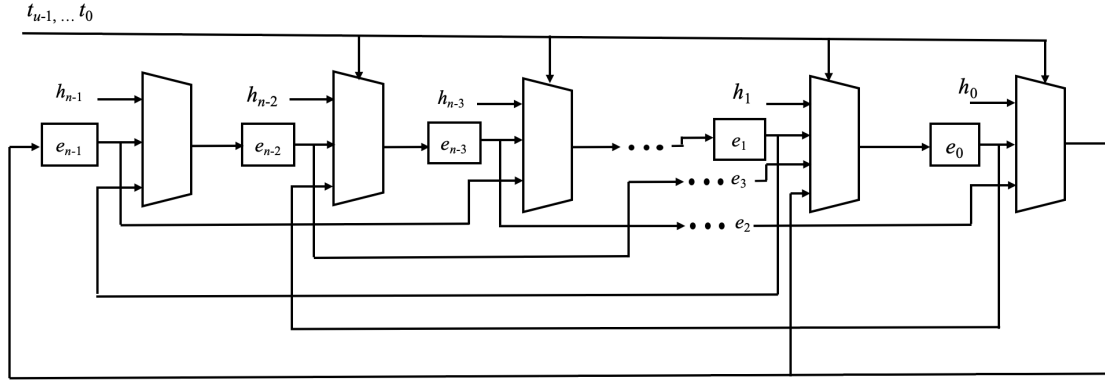 t_{u-1, ...} t_0
h_{n-1}
h_{n-2}
h_{n-3}
h_1
h_0
e_{n-1}
e_{n-2}
e_{n-3}
e_1
e_0
e_3
e_2